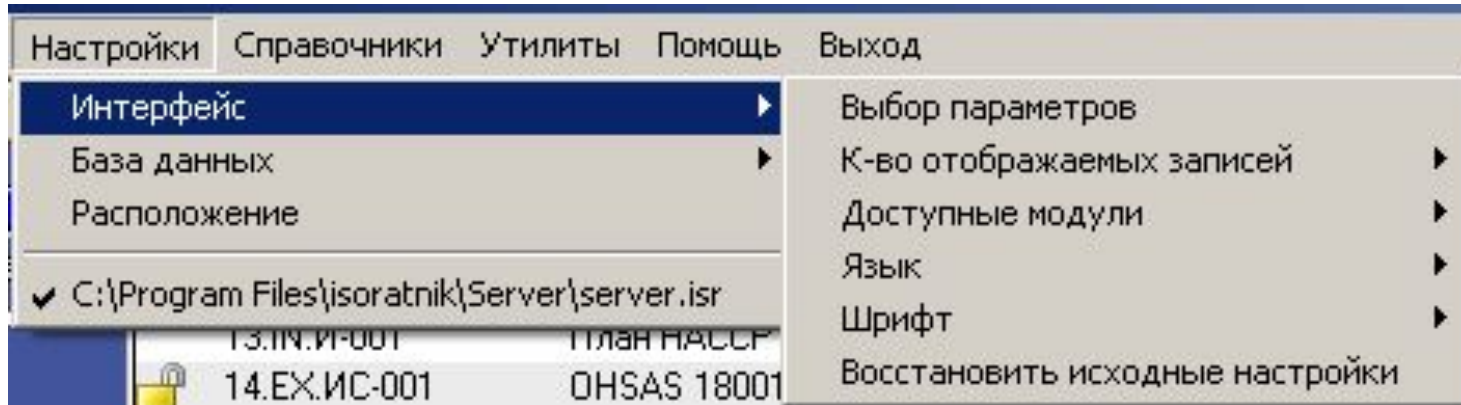 Настройки Справочники Утилиты Помощь Выход
Интерфейс
База данных
Расположение
C:\Program Files\isoratnik\Server\server.isr
Выбор параметров
К-во отображаемых записей
Доступные модули
Язык
Шрифт
Восстановить исходные настройки
13.IN.И-001 План HACCP
14.EX.ИС-001 OHSAS 18001